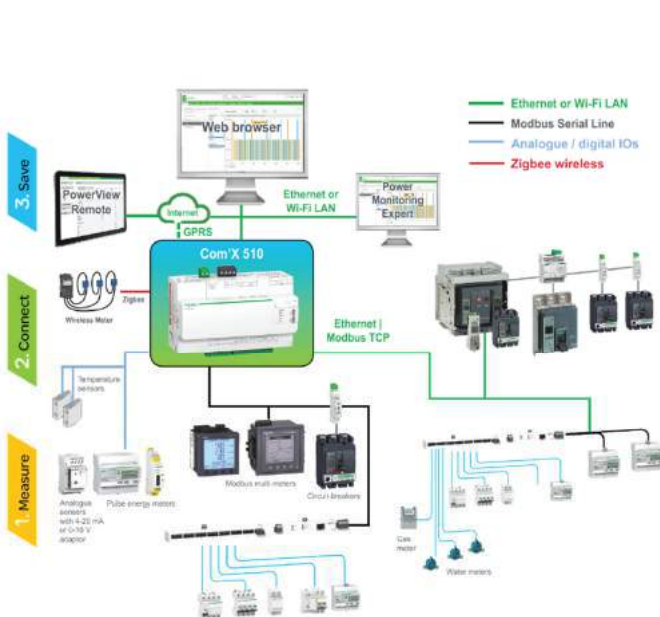 Ethernet or Wi-Fi LAN
Modbus Serial Line
Analogue / digital IOs
Zigbee wireless
3. Save
Web browser
PowerView
Remote
Internet
GPRS
Ethernet or
Wi-Fi LAN
Power
Monitoring
Expert
2. Connect
Com'X 510
Zigbee
Wireless Meter
Ethernet |
Modbus TCP
Temperature
sensors
1. Measure
Analogue
sensors
with 4-20 mA
or 0-10 V
adaptor
Pulse energy meters
Modbus multi-meters
Circuit-breakers
Gas
meter
Water meters